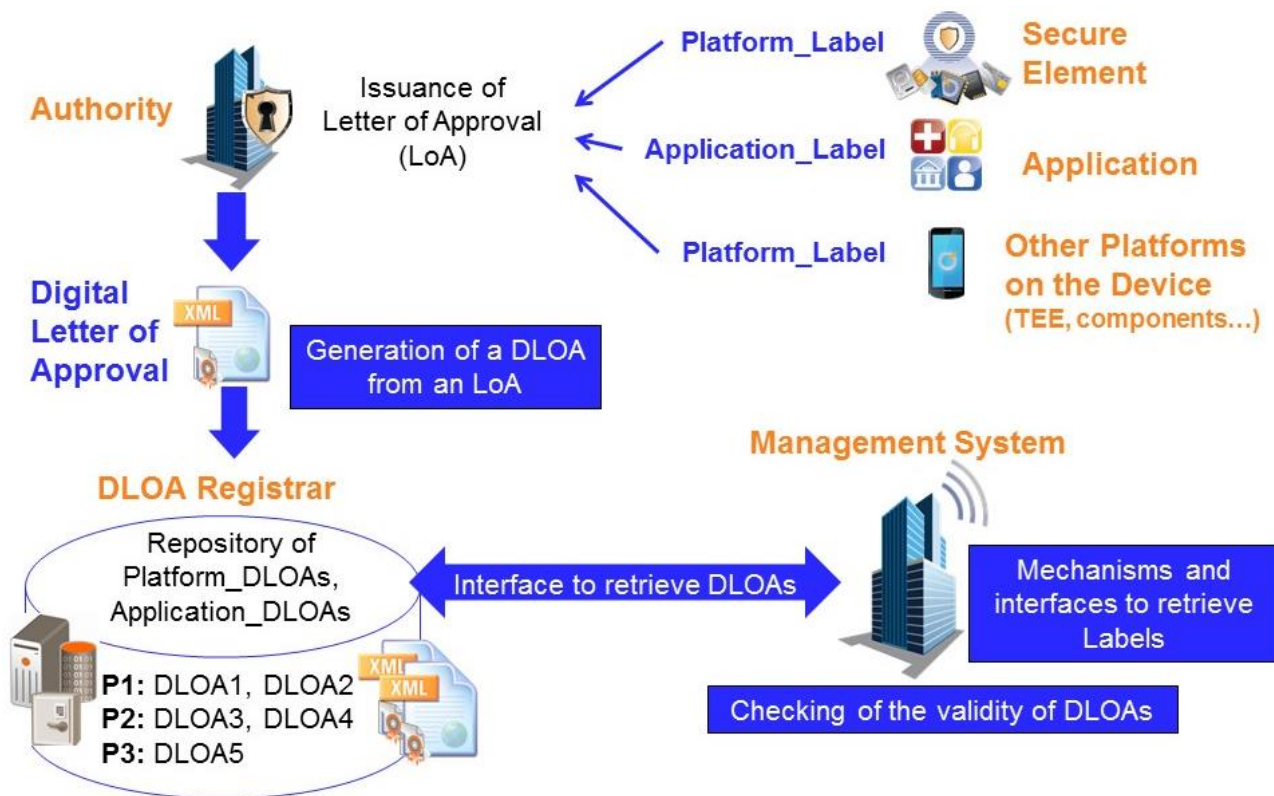 Authority
Issuance of
Letter of Approval
(LoA)
Platform_Label
Secure
Element
Application_Label
Application
Platform_Label
Other Platforms
on the Device
(TEE, components…)
Digital
Letter of
Approval
XML
Generation of a DLOA
from an LoA
DLOA Registrar
Repository of
Platform_DLOAs,
Application_DLOAs
P1: DLOA1, DLOA2
P2: DLOA3, DLOA4
P3: DLOA5
XML
XML
Interface to retrieve DLOAs
Management System
Mechanisms and
interfaces to retrieve
Labels
Checking of the validity of DLOAs